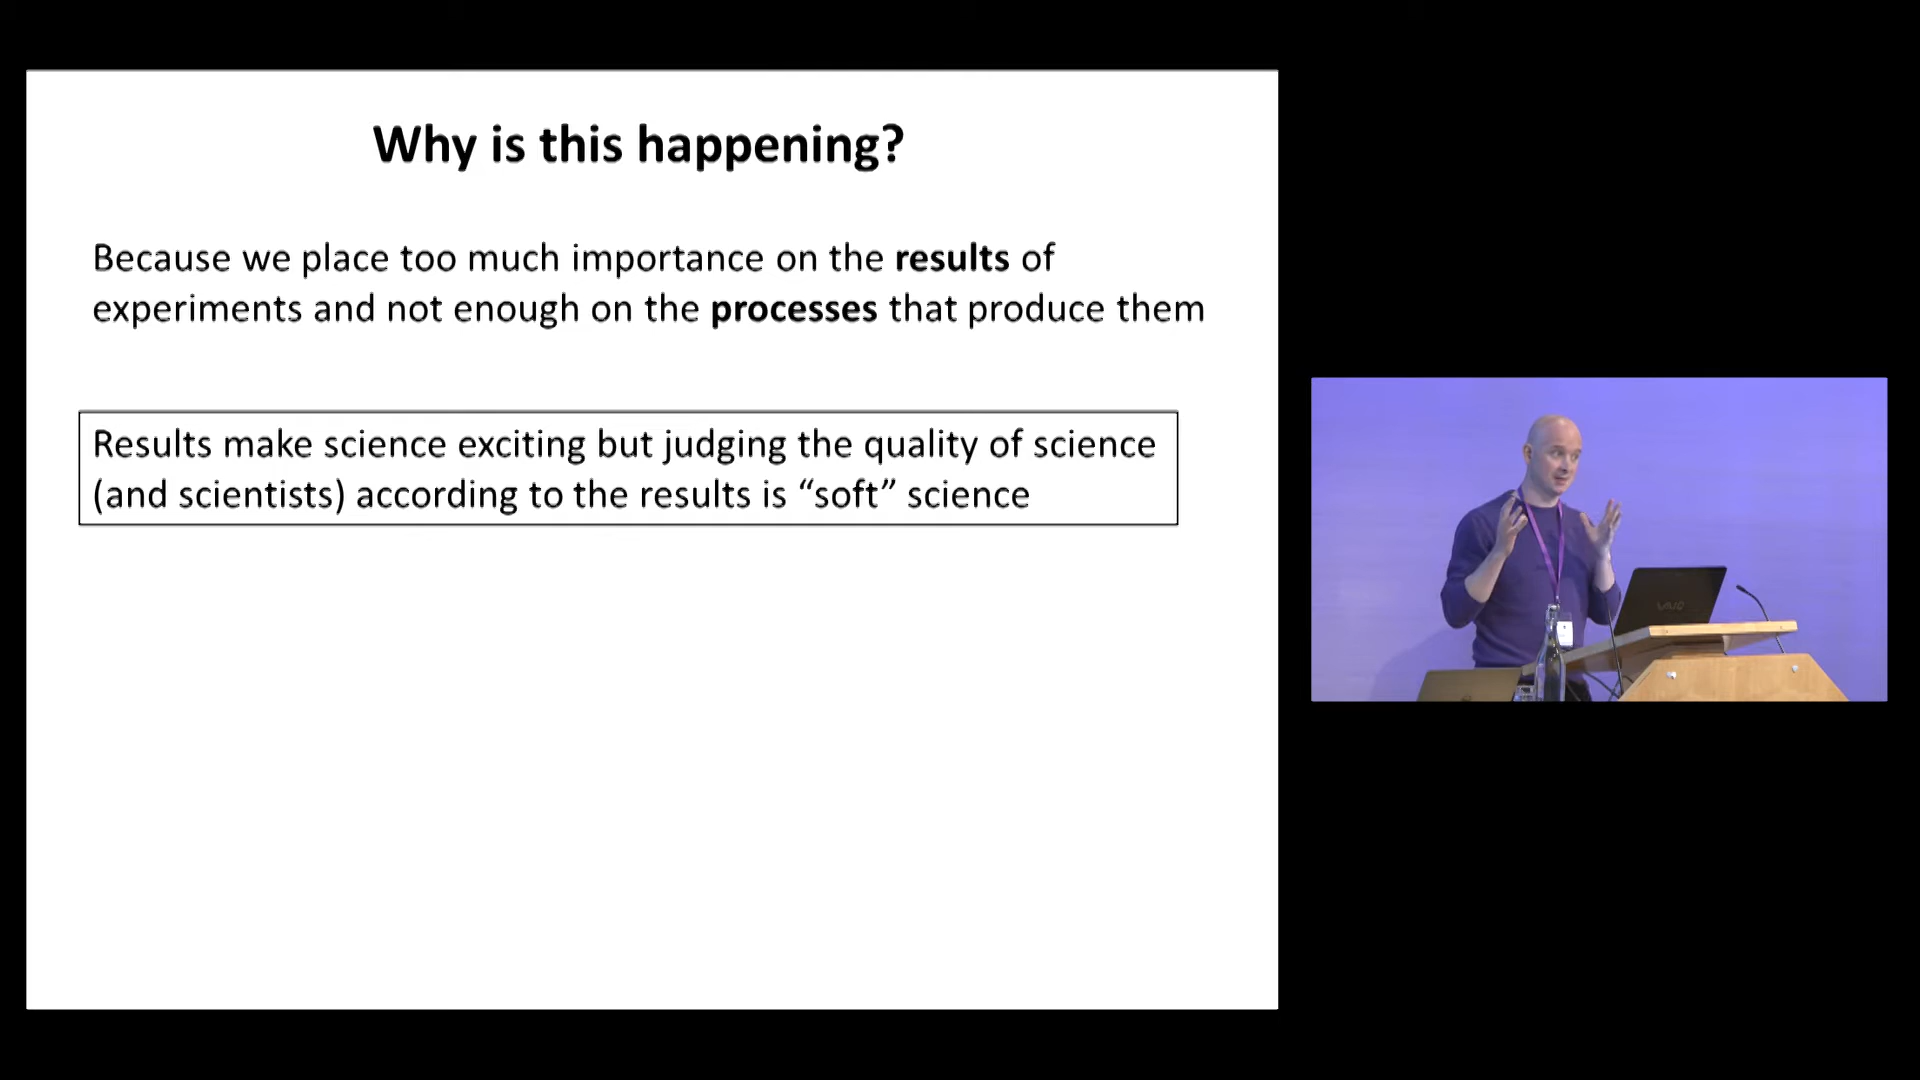 Why is this happening?
Because we place too much importance on the results of
experiments and not enough on the processes that produce them
Results make science exciting but judging the quality of science
(and scientists) according to the results is “soft” science
VAIO